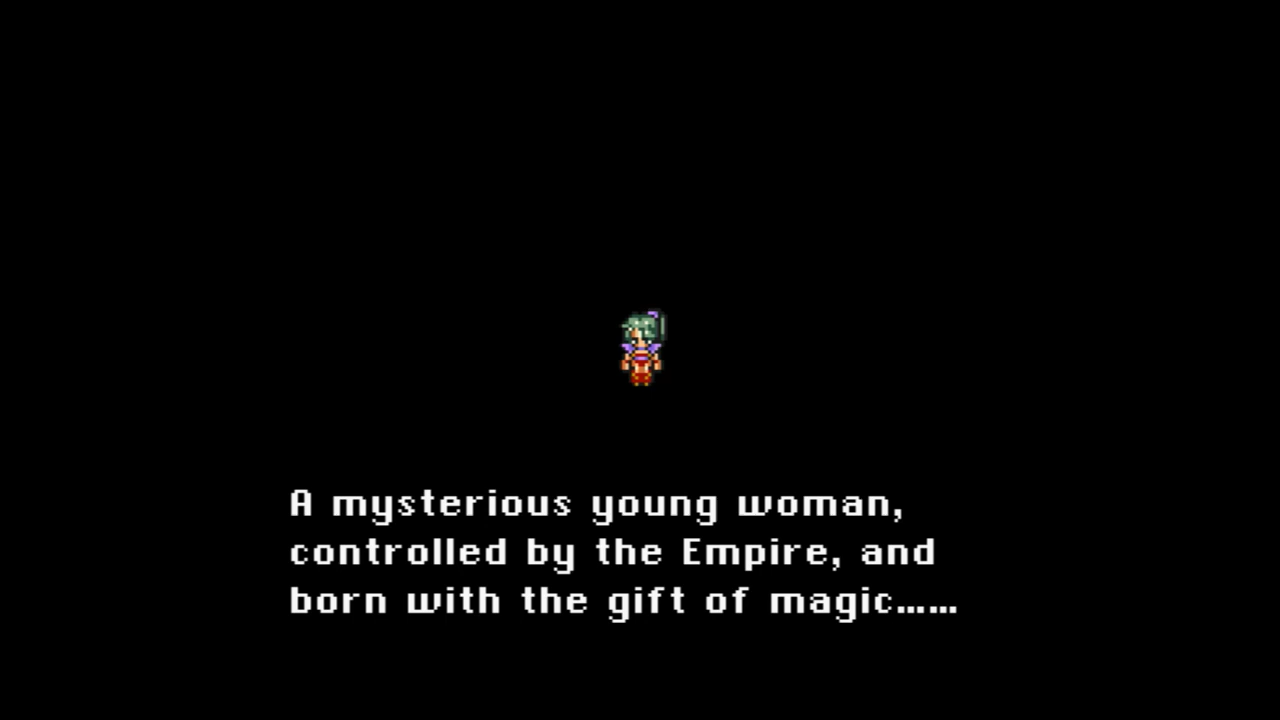 A mysterious young woman,
controlled by the Empire, and
born with the gift of magic……